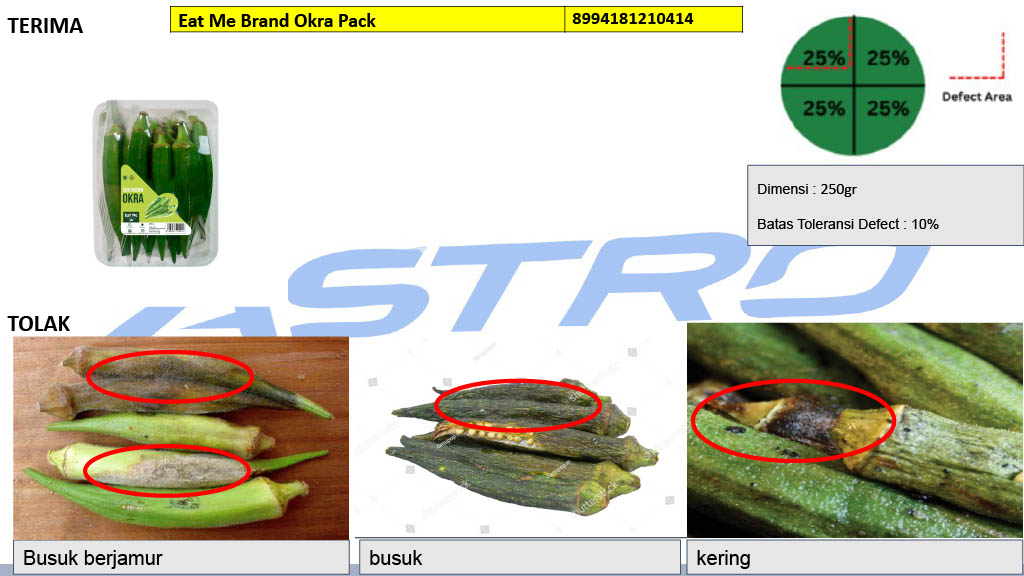 TERIMA
Eat Me Brand Okra Pack 8994181210414
25% 25%
25% 25%
Defect Area
Dimensi : 250gr
Batas Toleransi Defect : 10%
OKRA
Eat Me
ASTRO
TOLAK
shutterstock
Busuk berjamur
busuk
kering